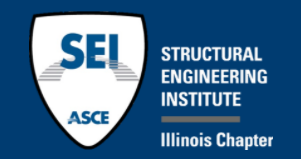 SEI
ASCE
STRUCTURAL
ENGINEERING
INSTITUTE
Illinois Chapter